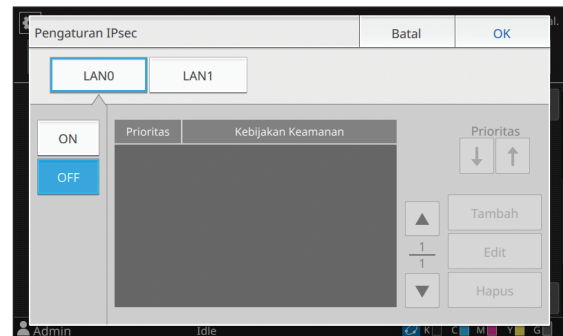 Pengaturan IPsec
Batal
OK
al.
LAN0
LAN1
ON
OFF
Prioritas
Kebijakan Keamanan
Prioritas
Tambah
1
1
Edit
Hapus
Admin
Idle
K
C
M
Y
G